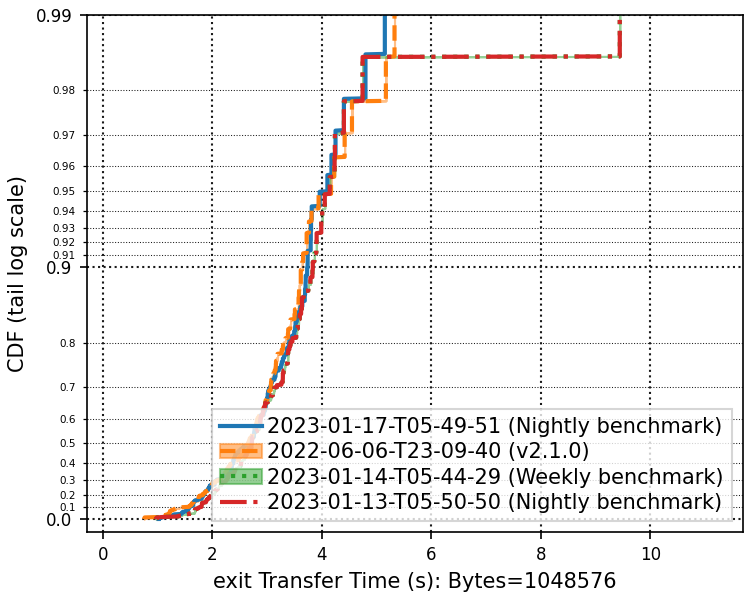 0.99
0.98
0.97
0.96
0.95
0.94
0.93
0.92
0.91
0.9
0.8
0.7
0.6
0.5
0.4
0.3
0.2
0.1
0.0
CDF (tail log scale)
2023-01-17-T05-49-51 (Nightly benchmark)
2022-06-06-T23-09-40 (v2.1.0)
2023-01-14-T05-44-29 (Weekly benchmark)
2023-01-13-T05-50-50 (Nightly benchmark)
0 2 4 6 8 10
exit Transfer Time (s): Bytes=1048576